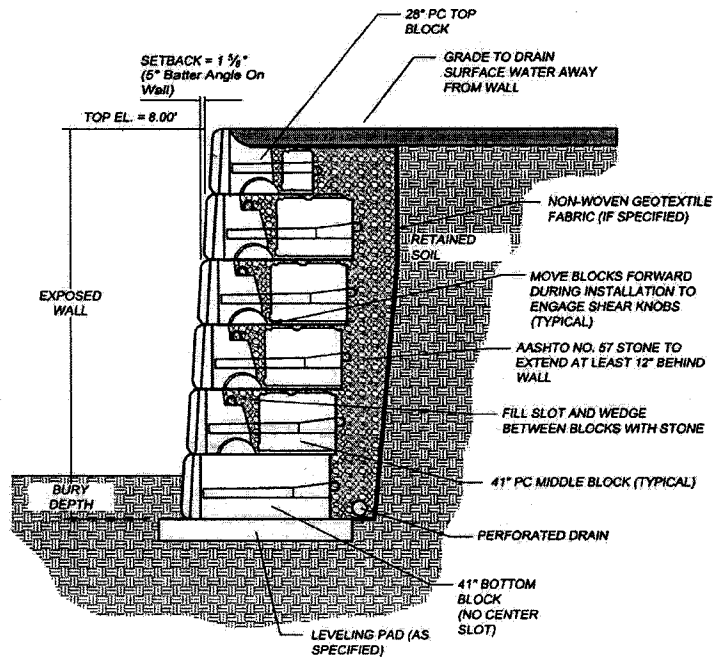 28" PC TOP
BLOCK
SETBACK = 1 5/8"
(5° Batter Angle On
Wall)
GRADE TO DRAIN
SURFACE WATER AWAY
FROM WALL
TOP EL. = 8.00'
NON-WOVEN GEOTEXTILE
FABRIC (IF SPECIFIED)
RETAINED
SOIL
EXPOSED
WALL
MOVE BLOCKS FORWARD
DURING INSTALLATION TO
ENGAGE SHEAR KNOBS
(TYPICAL)
AASHTO NO. 57 STONE TO
EXTEND AT LEAST 12" BEHIND
WALL
FILL SLOT AND WEDGE
BETWEEN BLOCKS WITH STONE
41" PC MIDDLE BLOCK (TYPICAL)
BURY
DEPTH
PERFORATED DRAIN
41" BOTTOM
BLOCK
(NO CENTER
SLOT)
LEVELING PAD (AS
SPECIFIED)